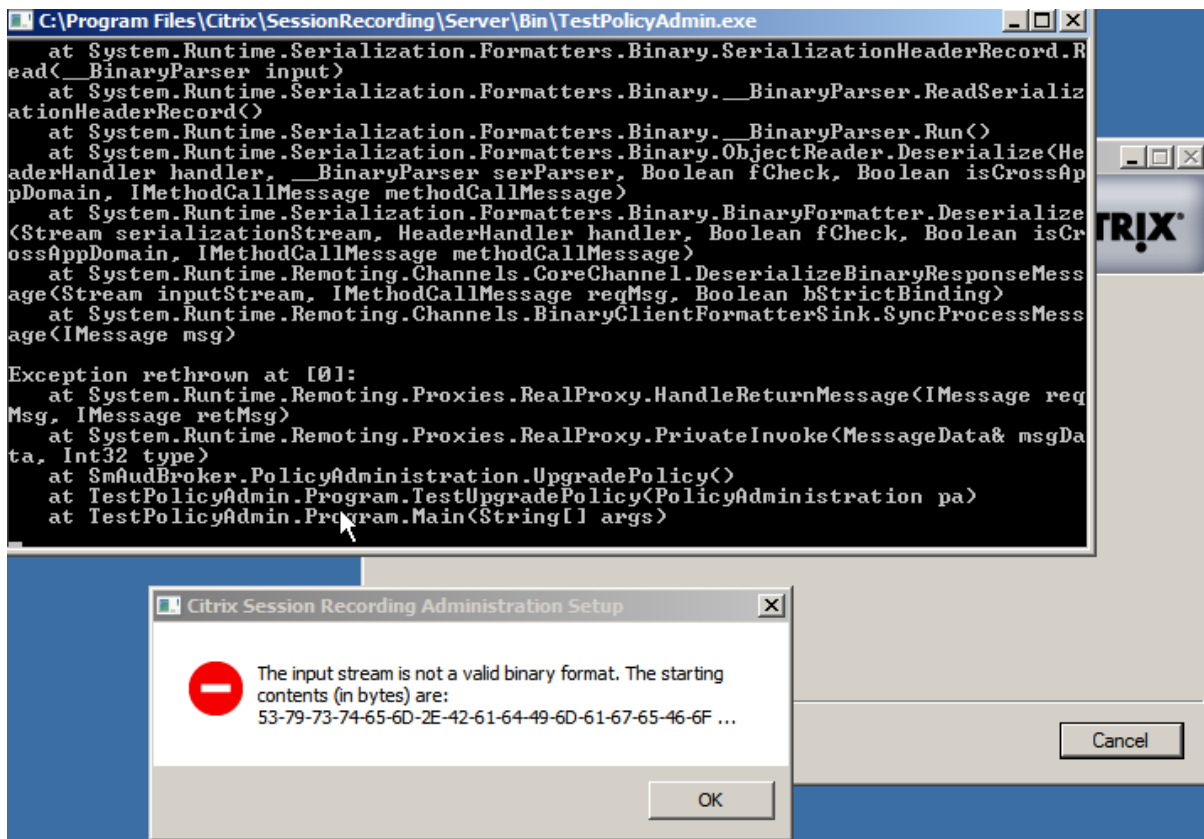 C:\Program Files\Citrix\SessionRecording\Server\Bin\TestPolicyAdmin.exe
at System.Runtime.Serialization.Formatters.Binary.SerializationHeaderRecord.R
ead(__BinaryParser input)
at System.Runtime.Serialization.Formatters.Binary.__BinaryParser.ReadSerializ
ationHeaderRecord()
at System.Runtime.Serialization.Formatters.Binary.__BinaryParser.Run()
at System.Runtime.Serialization.Formatters.Binary.ObjectReader.Deserialize(He
aderHandler handler, __BinaryParser serParser, Boolean fCheck, Boolean isCrossAp
pDomain, IMethodCallMessage methodCallMessage)
at System.Runtime.Serialization.Formatters.Binary.BinaryFormatter.Deserialize
(Stream serializationStream, HeaderHandler handler, Boolean fCheck, Boolean isCr
ossAppDomain, IMethodCallMessage methodCallMessage)
at System.Runtime.Remoting.Channels.CoreChannel.DeserializeBinaryResponseMess
age(Stream inputStream, IMethodCallMessage reqMsg, Boolean bStrictBinding)
at System.Runtime.Remoting.Channels.BinaryClientFormatterSink.SyncProcessMess
age(IMessage msg)
Exception rethrown at [0]:
at System.Runtime.Remoting.Proxies.RealProxy.HandleReturnMessage(IMessage req
Msg, IMessage retMsg)
at System.Runtime.Remoting.Proxies.RealProxy.PrivateInvoke(MessageData& msgDa
ta, Int32 type)
at SmAudBroker.PolicyAdministration.UpgradePolicy()
at TestPolicyAdmin.Program.TestUpgradePolicy(PolicyAdministration pa)
at TestPolicyAdmin.Program.Main(String[] args)
TRIX
Citrix Session Recording Administration Setup
The input stream is not a valid binary format. The starting
contents (in bytes) are:
53-79-73-74-65-6D-2E-42-61-64-49-6D-61-67-65-46-6F ...
Cancel
OK